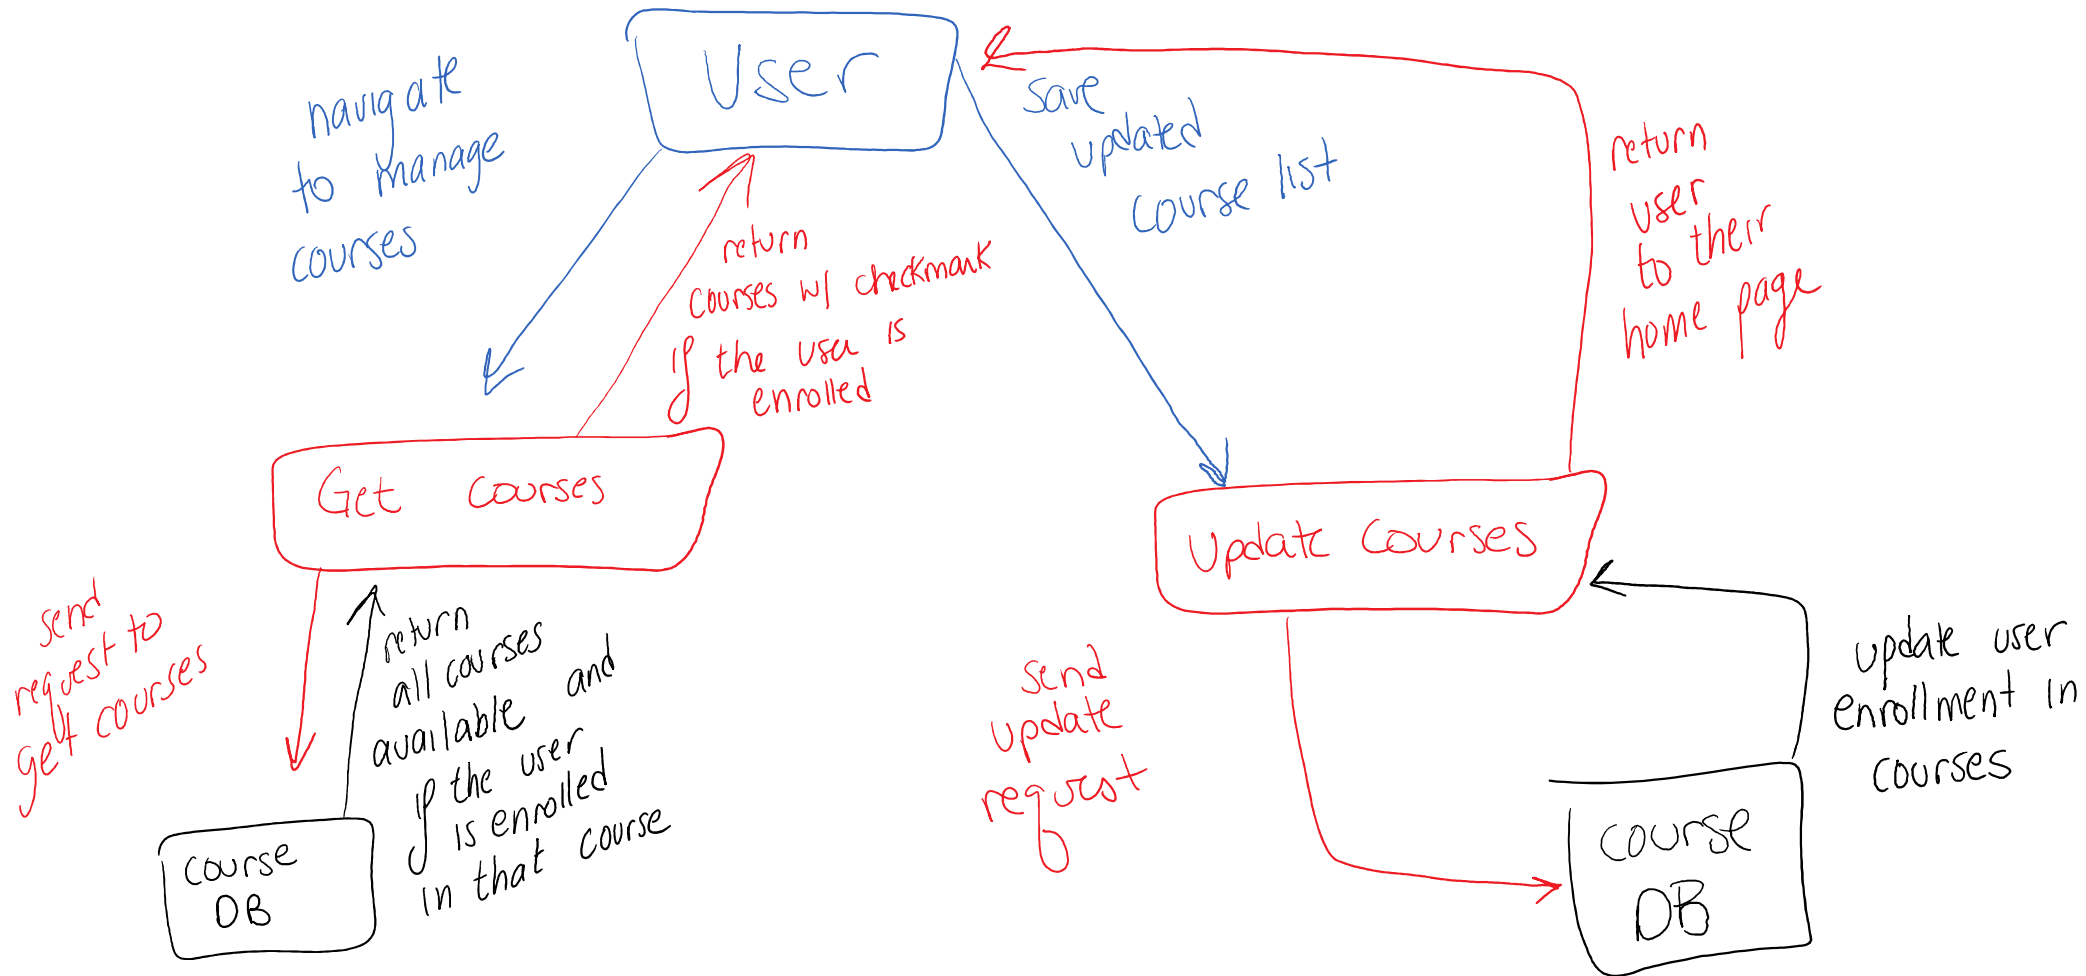 User
navigate
to manage
courses
save
updated
course list
return
user
to their
home page
return
courses w/ checkmark
if the user is
enrolled
Get courses
Update Courses
send
request to
get courses
return
all courses
available and
if the user
is enrolled
in that course
send
update
request
update user
enrollment in
courses
course
DB
course
DB